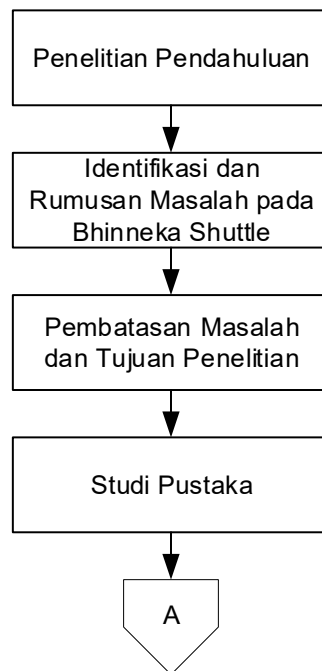 Penelitian Pendahuluan
Identifikasi dan
Rumusan Masalah pada
Bhinneka Shuttle
Pembatasan Masalah
dan Tujuan Penelitian
Studi Pustaka
A